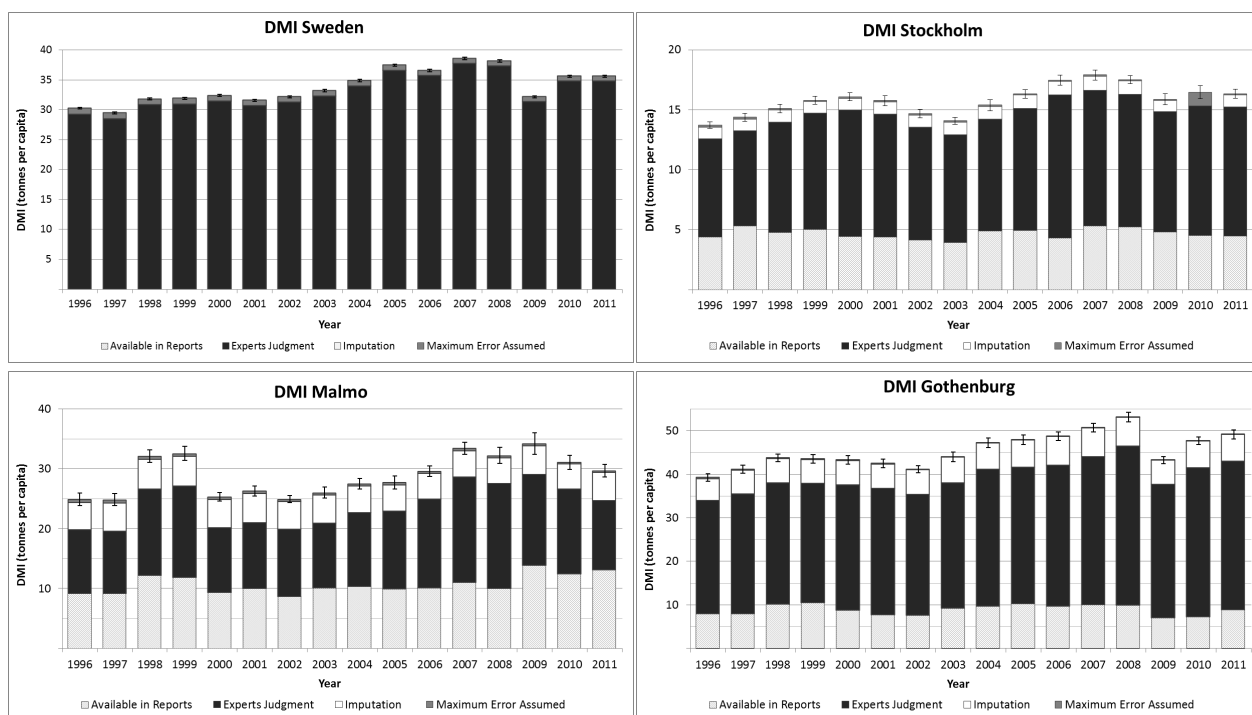 DMI Sweden
DMI (tonnes per capita)
40
35
30
25
20
15
10
5
1996 1997 1998 1999 2000 2001 2002 2003 2004 2005 2006 2007 2008 2009 2010 2011
Year
Available in Reports Experts Judgment Imputation Maximum Error Assumed
DMI Stockholm
DMI (tonnes per capita)
20
15
10
5
1996 1997 1998 1999 2000 2001 2002 2003 2004 2005 2006 2007 2008 2009 2010 2011
Year
Available in Reports Experts Judgment Imputation Maximum Error Assumed
DMI Malmo
DMI (tonnes per capita)
40
30
20
10
1996 1997 1998 1999 2000 2001 2002 2003 2004 2005 2006 2007 2008 2009 2010 2011
Year
Available in Reports Experts Judgment Imputation Maximum Error Assumed
DMI Gothenburg
DMI (tonnes per capita)
50
40
30
20
10
1996 1997 1998 1999 2000 2001 2002 2003 2004 2005 2006 2007 2008 2009 2010 2011
Year
Available in Reports Experts Judgment Imputation Maximum Error Assumed